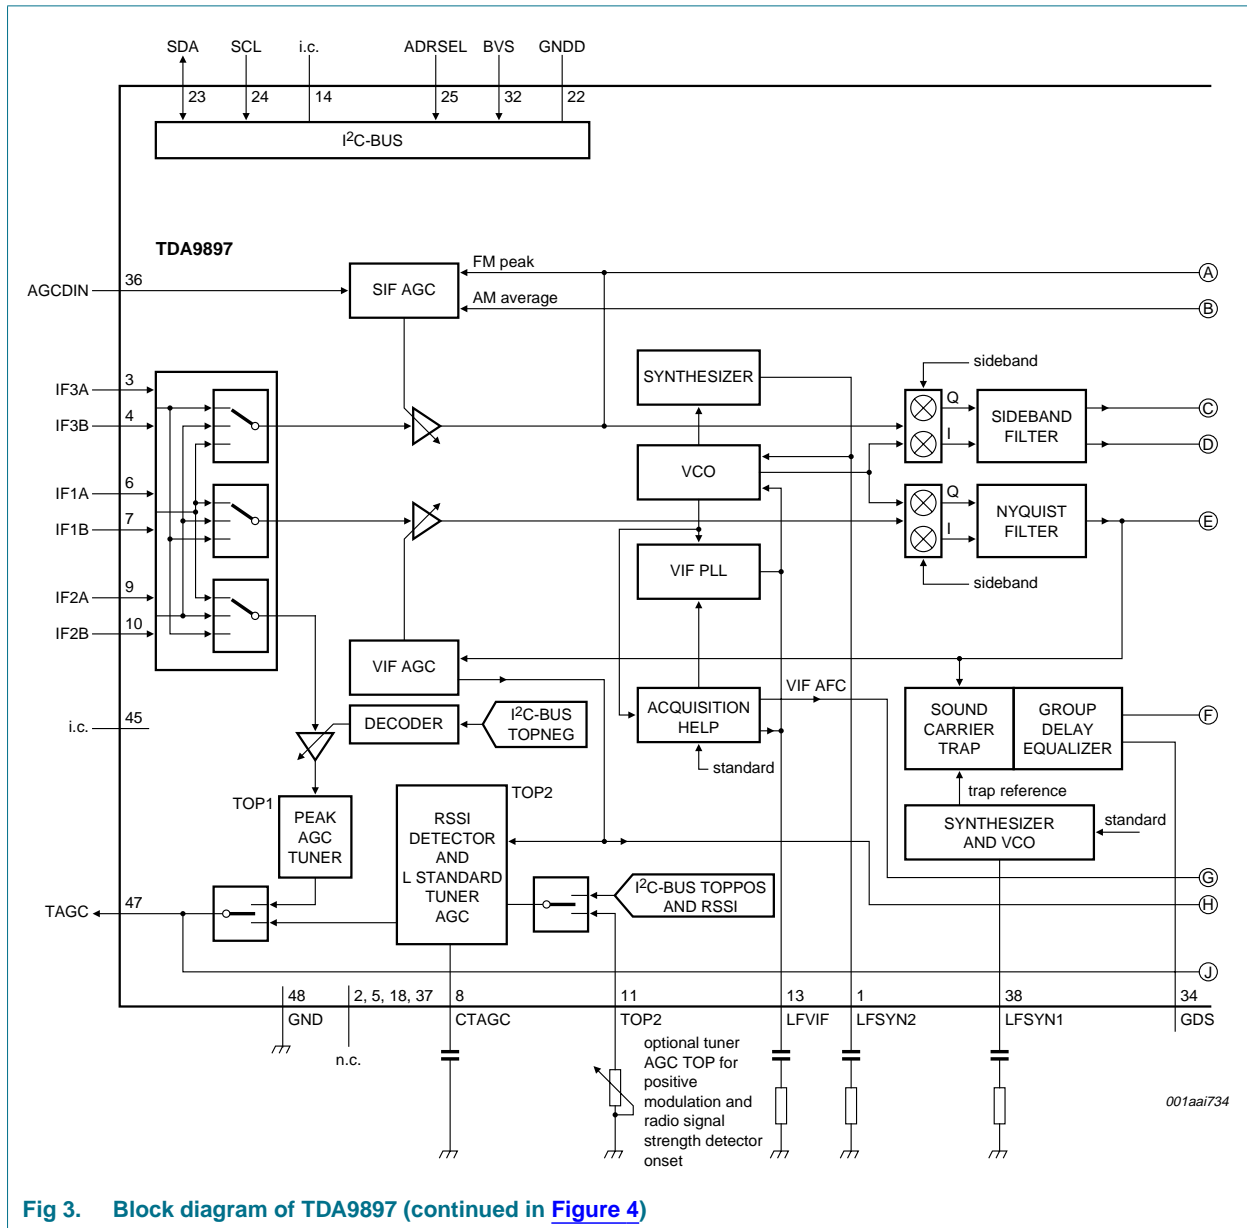 SDA SCL i.c. ADRSEL BVS GNDD
23 24 14 25 32 22
I2C-BUS
TDA9897
AGCDIN 36
SIF AGC
FM peak
A
AM average
B
IF3A 3
IF3B 4
IF1A 6
IF1B 7
IF2A 9
IF2B 10
SYNTHESIZER
VCO
VIF PLL
sideband
Q
I
SIDEBAND
FILTER
C
D
Q
I
NYQUIST
FILTER
E
sideband
VIF AGC
i.c. 45
DECODER
I2C-BUS
TOPNEG
ACQUISITION
HELP
VIF AFC
standard
SOUND
CARRIER
TRAP
GROUP
DELAY
EQUALIZER
F
trap reference
SYNTHESIZER
AND VCO
standard
TOP1
PEAK
AGC
TUNER
TOP2
RSSI
DETECTOR
AND
L STANDARD
TUNER
AGC
I2C-BUS TOPPOS
AND RSSI
G
TAGC 47
H
J
48 2, 5, 18, 37 8 11 13 1 38 34
GND CTAGC TOP2 LFVIF LFSYN2 LFSYN1 GDS
n.c.
optional tuner
AGC TOP for
positive
modulation and
radio signal
strength detector
onset
001aai734
Fig 3. Block diagram of TDA9897 (continued in Figure 4)